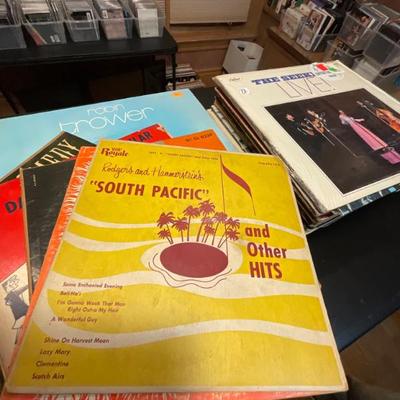 robin
trower
THE SEEKERS
LIVE!
Royale
Rodgers and Hammerstein's
"SOUTH PACIFIC"
and
Other
HITS
Some Enchanted Evening
Bali-Ha'i
I'm Gonna Wash That Man
Right Outa My Hair
A Wonderful Guy
Shine On Harvest Moon
Lazy Mary
Clementine
Scotch Airs